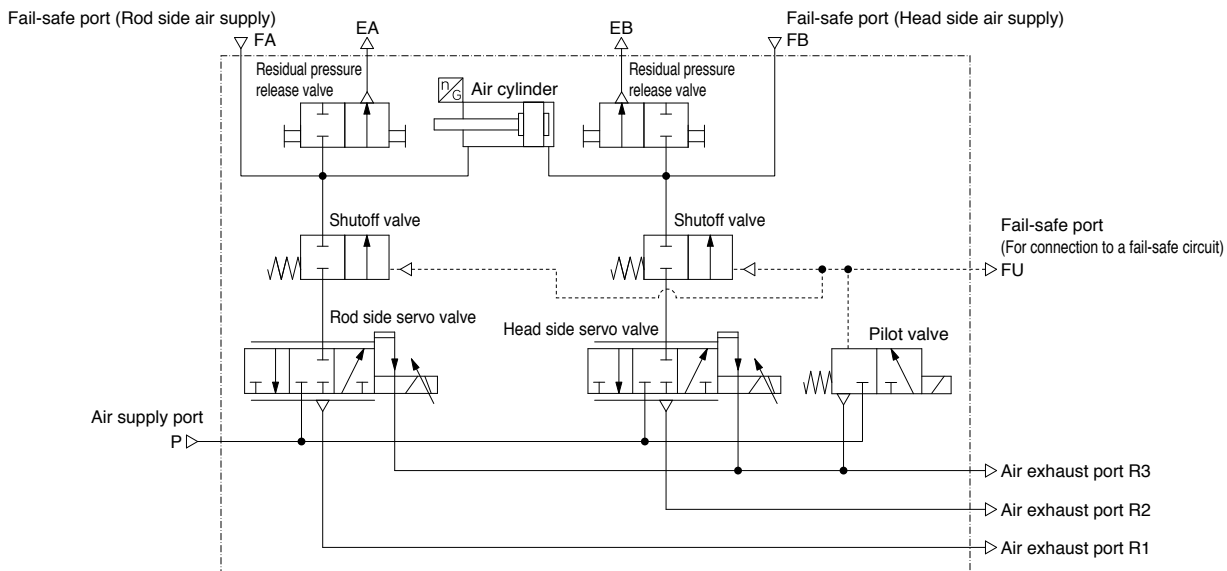 Fail-safe port (Rod side air supply)
FA
EA
EB
Fail-safe port (Head side air supply)
FB
Residual pressure
release valve
n/G
Air cylinder
Residual pressure
release valve
Shutoff valve
Shutoff valve
Fail-safe port
(For connection to a fail-safe circuit)
FU
Rod side servo valve
Head side servo valve
Pilot valve
Air supply port
P
Air exhaust port R3
Air exhaust port R2
Air exhaust port R1